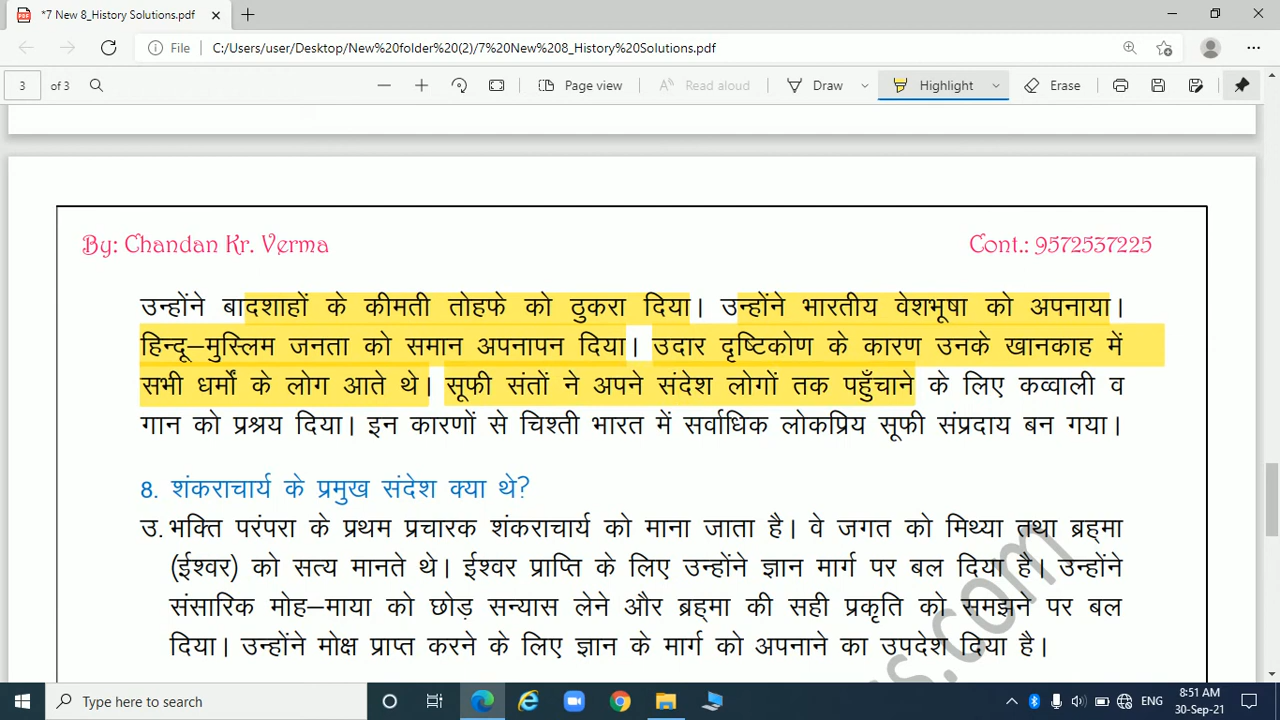 *7 New 8_History Solutions.pdf
File C:/Users/user/Desktop/New%20folder%20(2)/7%20New%208_History%20Solutions.pdf
3 of 3 Page view Read aloud Draw Highlight Erase
By: Chandan Kr. Verma Cont.: 9572537225
उन्होंने बादशाहों के कीमती तोहफे को ठुकरा दिया। उन्होंने भारतीय वेशभूषा को अपनाया।
हिन्दू–मुस्लिम जनता को समान अपनापन दिया। उदार दृष्टिकोण के कारण उनके खानकाह में
सभी धर्मों के लोग आते थे। सूफी संतों ने अपने संदेश लोगों तक पहुँचाने के लिए कव्वाली व
गान को प्रश्रय दिया। इन कारणों से चिश्ती भारत में सर्वाधिक लोकप्रिय सूफी संप्रदाय बन गया।
8. शंकराचार्य के प्रमुख संदेश क्या थे?
उ. भक्ति परंपरा के प्रथम प्रचारक शंकराचार्य को माना जाता है। वे जगत को मिथ्या तथा ब्रह्मा
(ईश्वर) को सत्य मानते थे। ईश्वर प्राप्ति के लिए उन्होंने ज्ञान मार्ग पर बल दिया है। उन्होंने
संसारिक मोह–माया को छोड़ सन्यास लेने और ब्रह्मा की सही प्रकृति को समझने पर बल
दिया। उन्होंने मोक्ष प्राप्त करने के लिए ज्ञान के मार्ग को अपनाने का उपदेश दिया है।
s.com
Type here to search ENG 8:51 AM
30-Sep-21